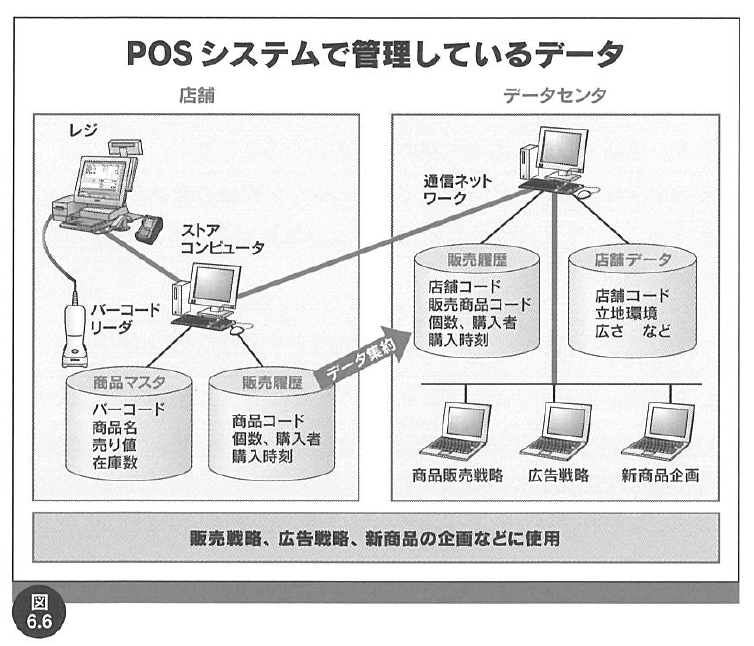 POSシステムで管理しているデータ
店舗
データセンタ
レジ
ストア
コンピュータ
バーコード
リーダ
商品マスタ
バーコード
商品名
売り値
在庫数
販売履歴
商品コード
個数、購入者
購入時刻
データ集約
通信ネット
ワーク
販売履歴
店舗コード
販売商品コード
個数、購入者
購入時刻
店舗データ
店舗コード
立地環境
広さ など
商品販売戦略
広告戦略
新商品企画
販売戦略、広告戦略、新商品の企画などに使用
図
6.6